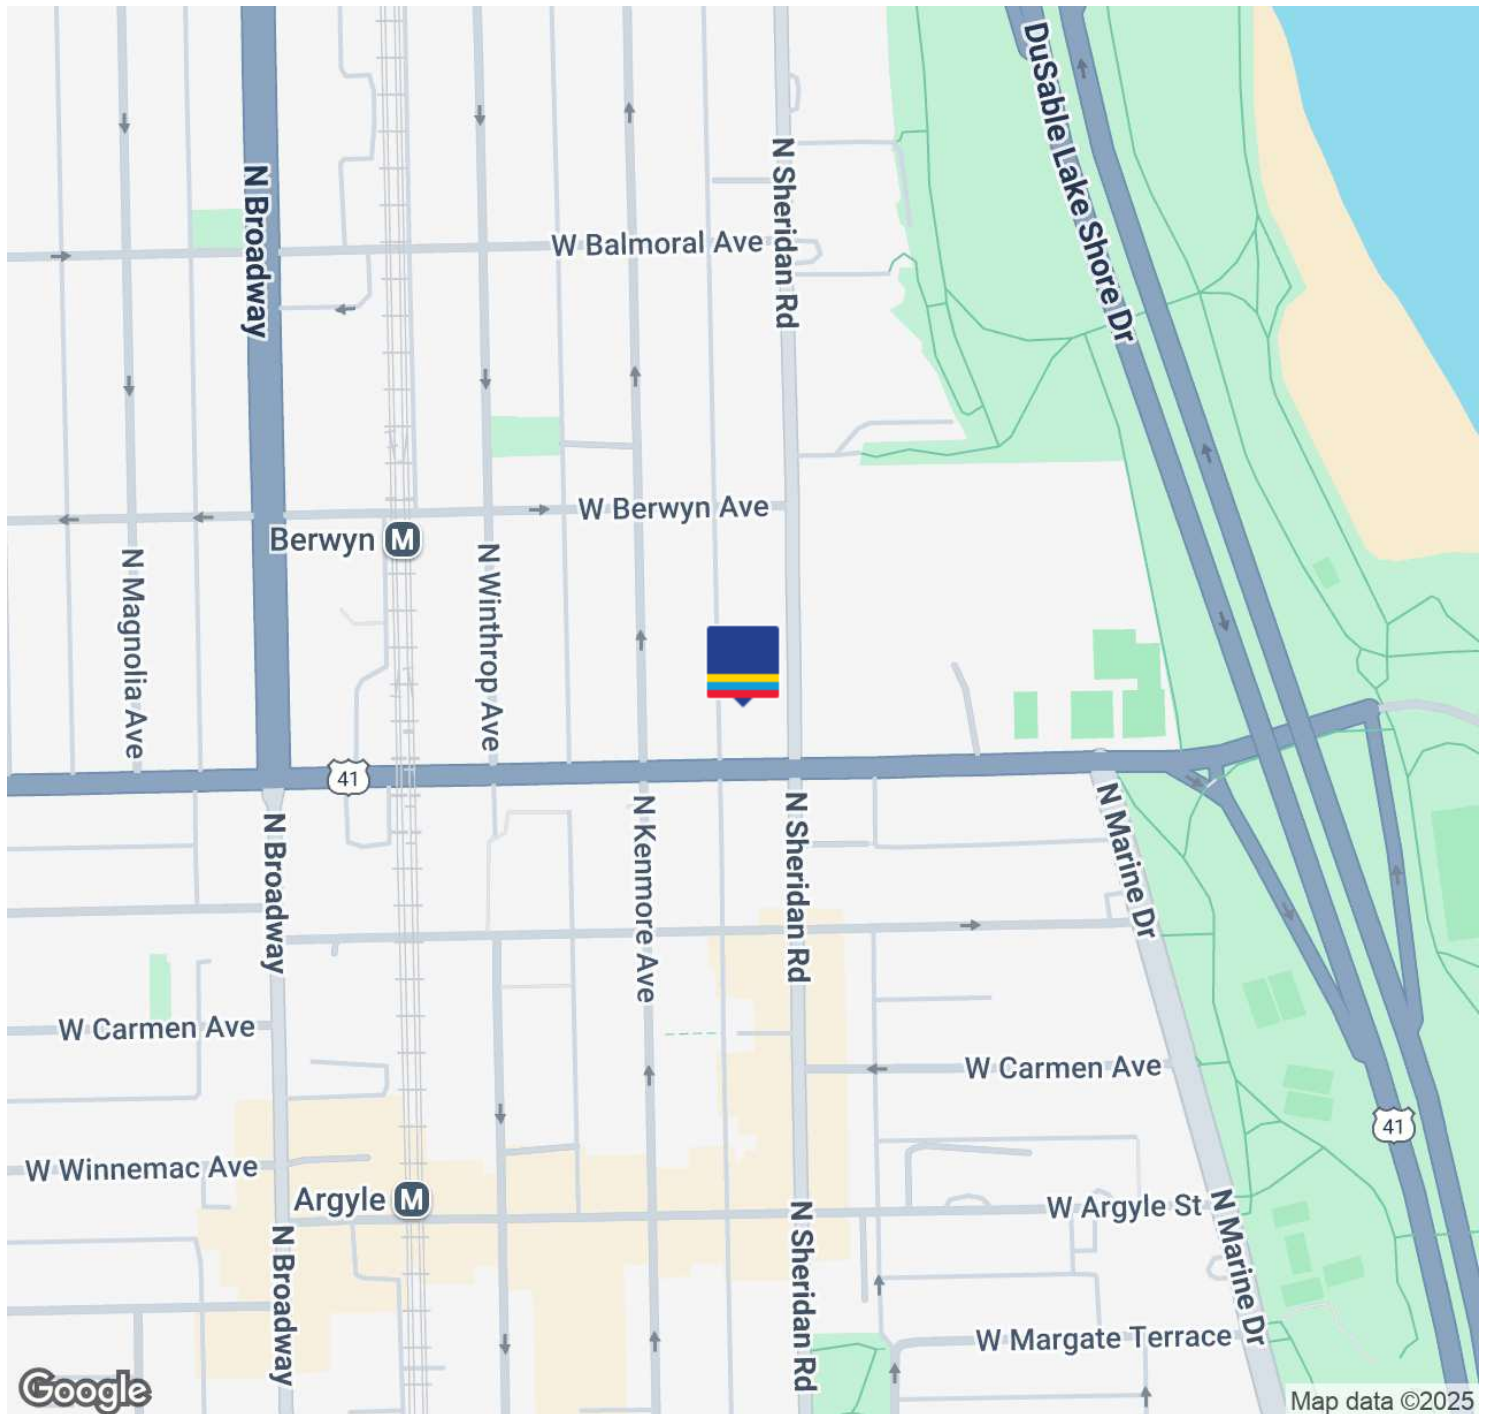 DuSable Lake Shore Dr
N Sheridan Rd
N Broadway
W Balmoral Ave
W Berwyn Ave
Berwyn M
N Magnolia Ave
N Winthrop Ave
41
N Broadway
N Kenmore Ave
N Sheridan Rd
N Marine Dr
W Carmen Ave
W Carmen Ave
41
W Winnemac Ave
Argyle M
W Argyle St
N Broadway
N Sheridan Rd
N Marine Dr
W Margate Terrace
Google
Map data ©2025